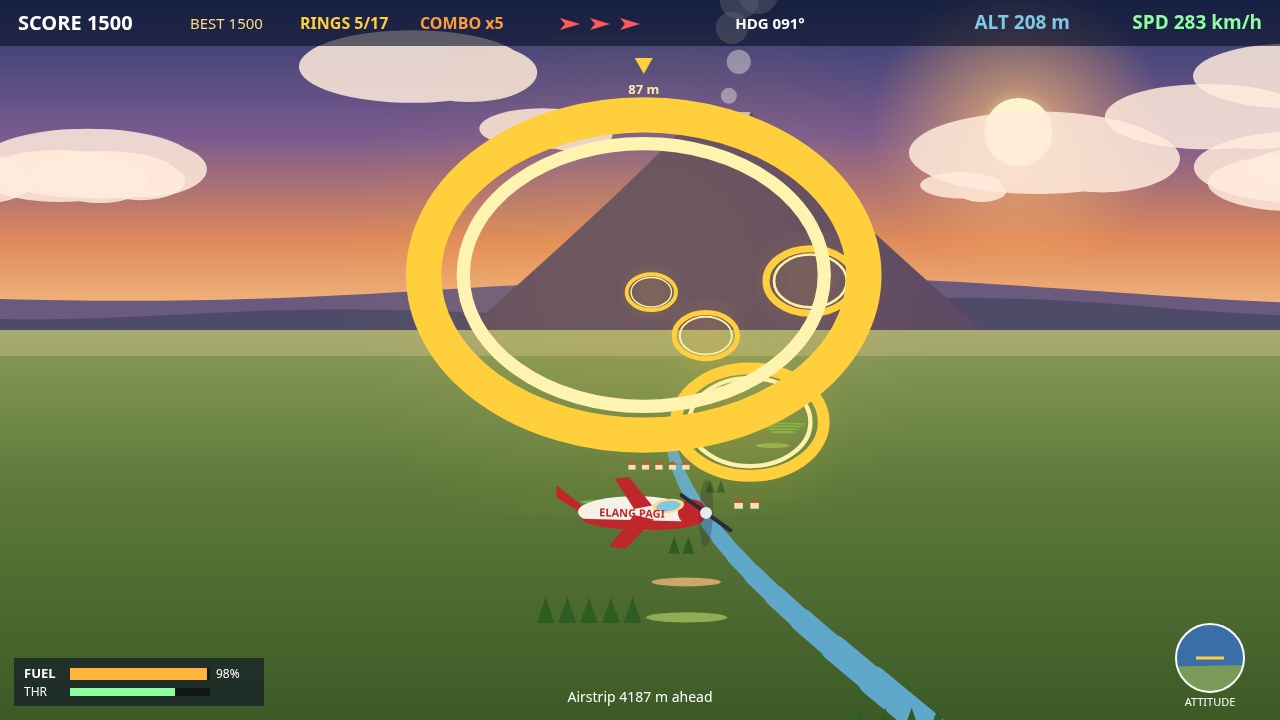 SCORE 1500
BEST 1500
RINGS 5/17
COMBO x5
HDG 091°
ALT 208 m
SPD 283 km/h
87 m
ELANG PAGI
FUEL 98%
THR
Airstrip 4187 m ahead
ATTITUDE